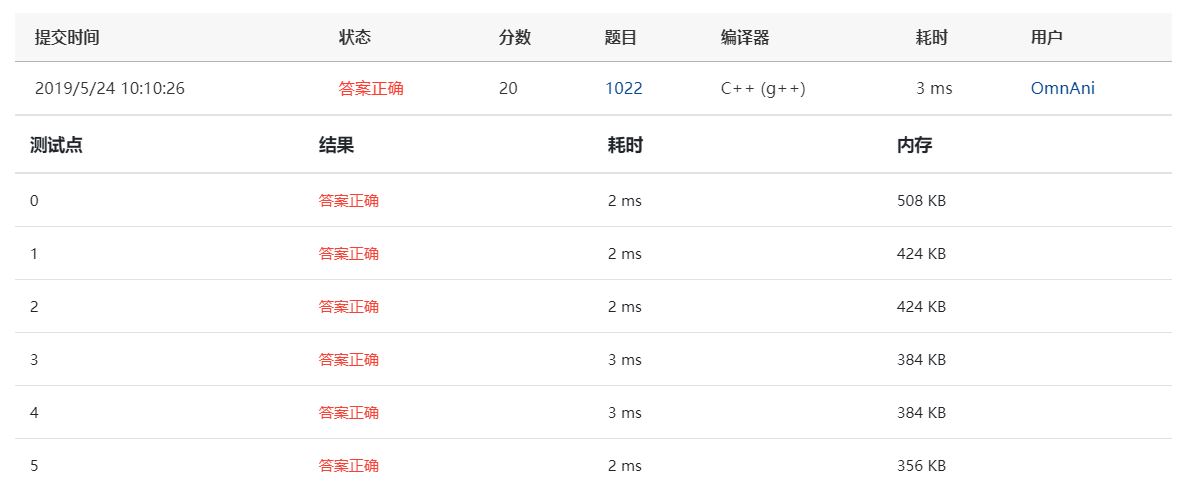 提交时间 状态 分数 题目 编译器 耗时 用户
2019/5/24 10:10:26 答案正确 20 1022 C++ (g++) 3 ms OmnAni
测试点 结果 耗时 内存
0 答案正确 2 ms 508 KB
1 答案正确 2 ms 424 KB
2 答案正确 2 ms 424 KB
3 答案正确 3 ms 384 KB
4 答案正确 3 ms 384 KB
5 答案正确 2 ms 356 KB